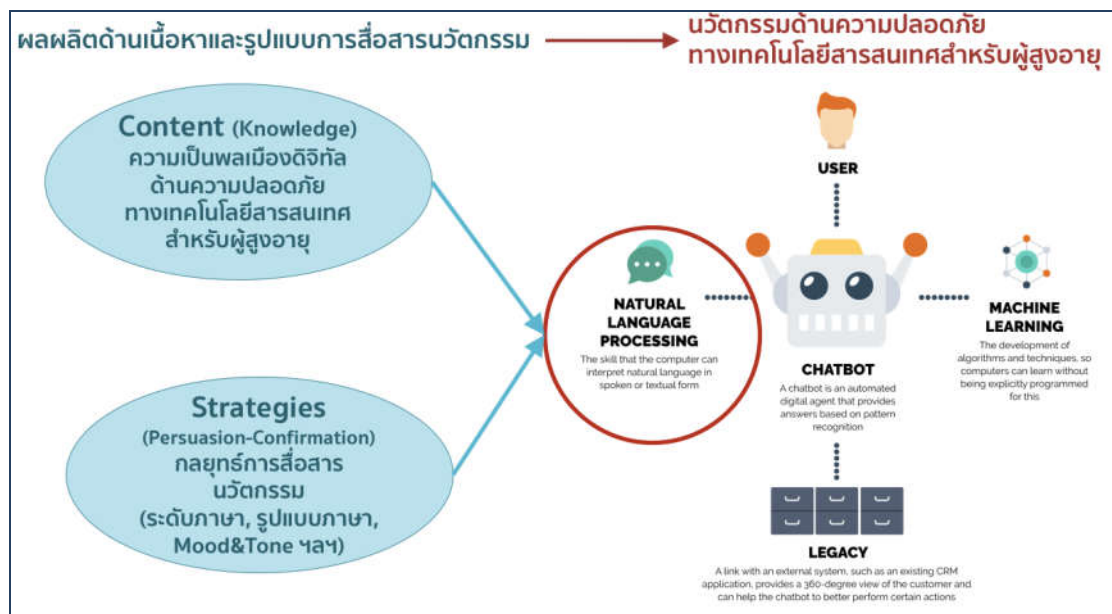 ผลผลิตด้านเนื้อหาและรูปแบบการสื่อสารนวัตกรรม
นวัตกรรมด้านความปลอดภัย
ทางเทคโนโลยีสารสนเทศสำหรับผู้สูงอายุ
Content (Knowledge)
ความเป็นพลเมืองดิจิทัล
ด้านความปลอดภัย
ทางเทคโนโลยีสารสนเทศ
สำหรับผู้สูงอายุ
Strategies
(Persuasion-Confirmation)
กลยุทธ์การสื่อสาร
นวัตกรรม
(ระดับภาษา, รูปแบบภาษา,
Mood&Tone ฯลฯ)
USER
NATURAL
LANGUAGE
PROCESSING
The skill that the computer can
interpret natural language in
spoken or textual form
CHATBOT
A chatbot is an automated
digital agent that provides
answers based on pattern
recognition
MACHINE
LEARNING
The development of
algorithms and techniques, so
computers can learn without
being explicitly programmed
for this
LEGACY
A link with an external system, such as an existing CRM
application, provides a 360-degree view of the customer and
can help the chatbot to better perform certain actions